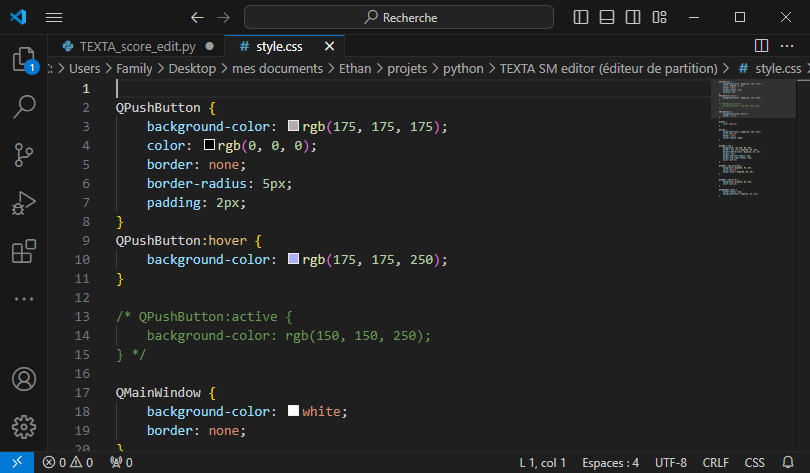 Recherche
TEXTA_score_edit.py
# style.css
C: > Users > Family > Desktop > mes documents > Ethan > projets > python > TEXTA SM editor (éditeur de partition) > # style.css
1
2 QPushButton {
3 background-color: rgb(175, 175, 175);
4 color: rgb(0, 0, 0);
5 border: none;
6 border-radius: 5px;
7 padding: 2px;
8 }
9 QPushButton:hover {
10 background-color: rgb(175, 175, 250);
11 }
12
13 /* QPushButton:active {
14 background-color: rgb(150, 150, 250);
15 } */
16
17 QMainWindow {
18 background-color: white;
19 border: none;
20 }
1
0 0 0
L 1, col 1
Espaces : 4
UTF-8
CRLF
CSS